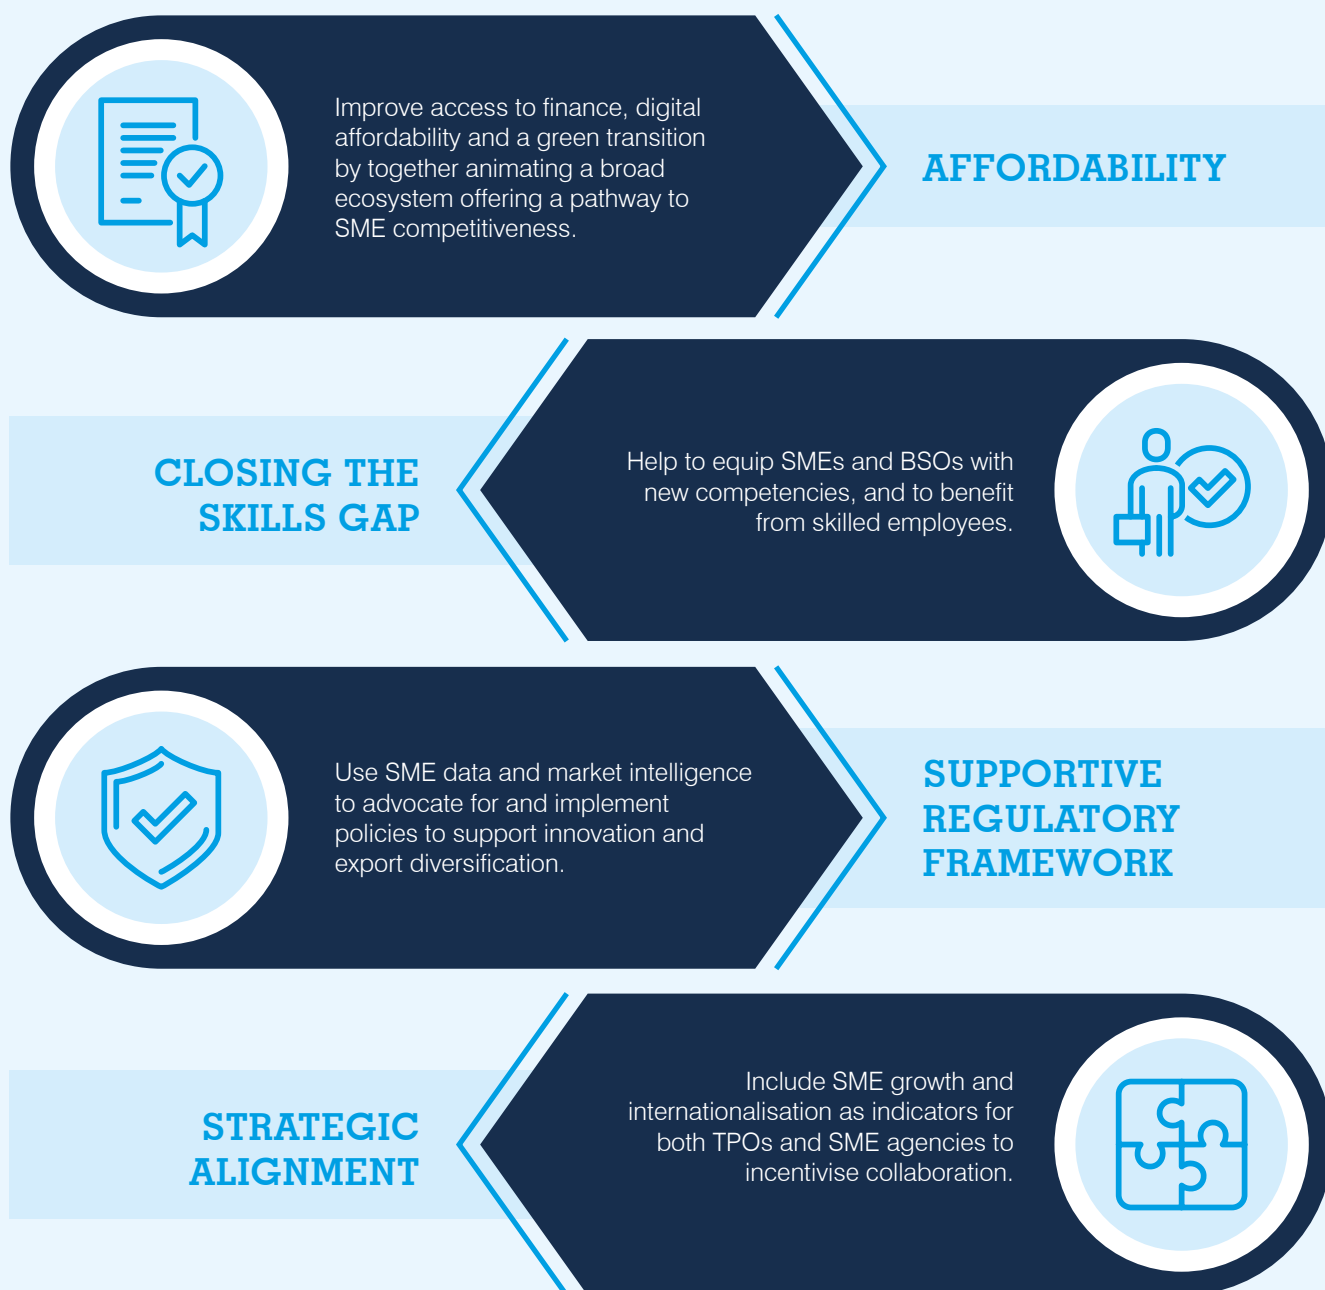 Improve access to finance, digital
affordability and a green transition
by together animating a broad
ecosystem offering a pathway to
SME competitiveness.
AFFORDABILITY
CLOSING THE
SKILLS GAP
Help to equip SMEs and BSOs with
new competencies, and to benefit
from skilled employees.
Use SME data and market intelligence
to advocate for and implement
policies to support innovation and
export diversification.
SUPPORTIVE
REGULATORY
FRAMEWORK
STRATEGIC
ALIGNMENT
Include SME growth and
internationalisation as indicators for
both TPOs and SME agencies to
incentivise collaboration.